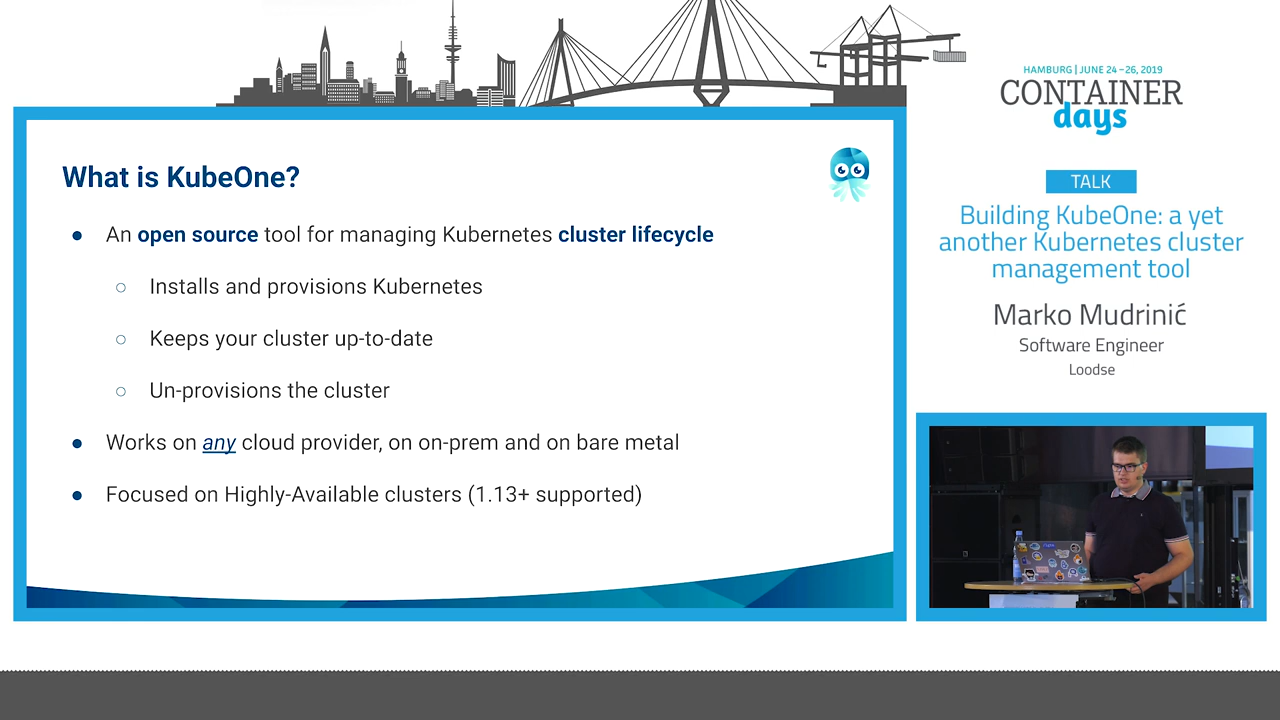 HAMBURG | JUNE 24–26, 2019
CONTAINER
days
TALK
Building KubeOne: a yet
another Kubernetes cluster
management tool
Marko Mudrinić
Software Engineer
Loodse
What is KubeOne?
● An open source tool for managing Kubernetes cluster lifecycle
○ Installs and provisions Kubernetes
○ Keeps your cluster up-to-date
○ Un-provisions the cluster
● Works on any cloud provider, on on-prem and on bare metal
● Focused on Highly-Available clusters (1.13+ supported)